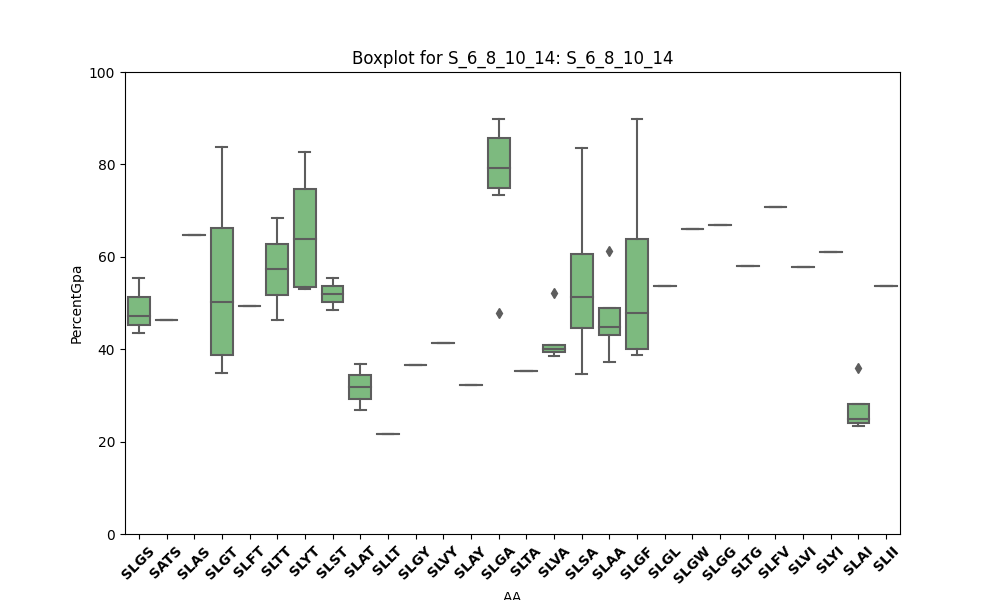 Boxplot for S_6_8_10_14: S_6_8_10_14
100
80
60
40
20
0
PercentGpa
SLGS SATS SLAS SLGT SLFT SLTT SLYT SLST SLAT SLLT SLGY SLVY SLAY SLGA SLTA SLVA SLSA SLAA SLGF SLGL SLGW SLGG SLTG SLFV SLVI SLYI SLAI SLII
AA